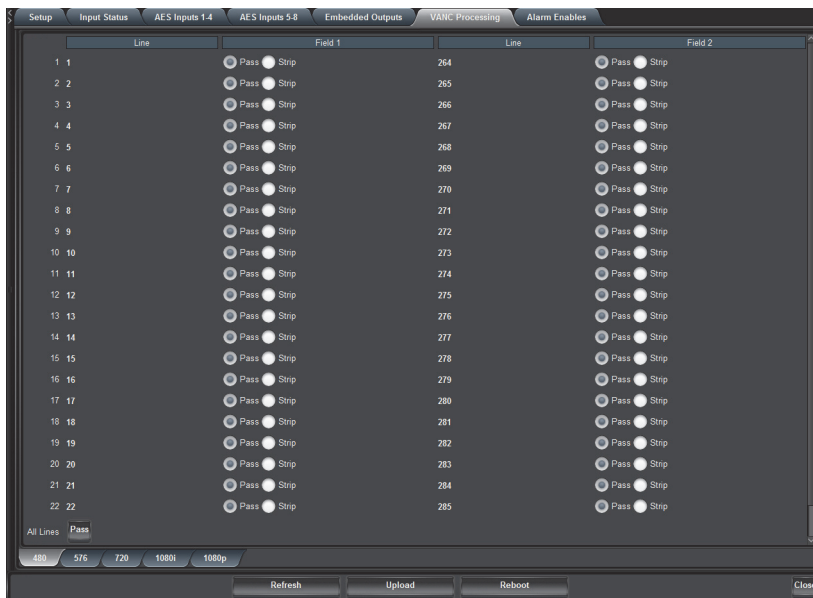 Setup Input Status AES Inputs 1-4 AES Inputs 5-8 Embedded Outputs VANC Processing Alarm Enables
Line Field 1 Line Field 2
1 1 Pass Strip 264 Pass Strip
2 2 Pass Strip 265 Pass Strip
3 3 Pass Strip 266 Pass Strip
4 4 Pass Strip 267 Pass Strip
5 5 Pass Strip 268 Pass Strip
6 6 Pass Strip 269 Pass Strip
7 7 Pass Strip 270 Pass Strip
8 8 Pass Strip 271 Pass Strip
9 9 Pass Strip 272 Pass Strip
10 10 Pass Strip 273 Pass Strip
11 11 Pass Strip 274 Pass Strip
12 12 Pass Strip 275 Pass Strip
13 13 Pass Strip 276 Pass Strip
14 14 Pass Strip 277 Pass Strip
15 15 Pass Strip 278 Pass Strip
16 16 Pass Strip 279 Pass Strip
17 17 Pass Strip 280 Pass Strip
18 18 Pass Strip 281 Pass Strip
19 19 Pass Strip 282 Pass Strip
20 20 Pass Strip 283 Pass Strip
21 21 Pass Strip 284 Pass Strip
22 22 Pass Strip 285 Pass Strip
All Lines Pass
480 576 720 1080i 1080p
Refresh Upload Reboot Close